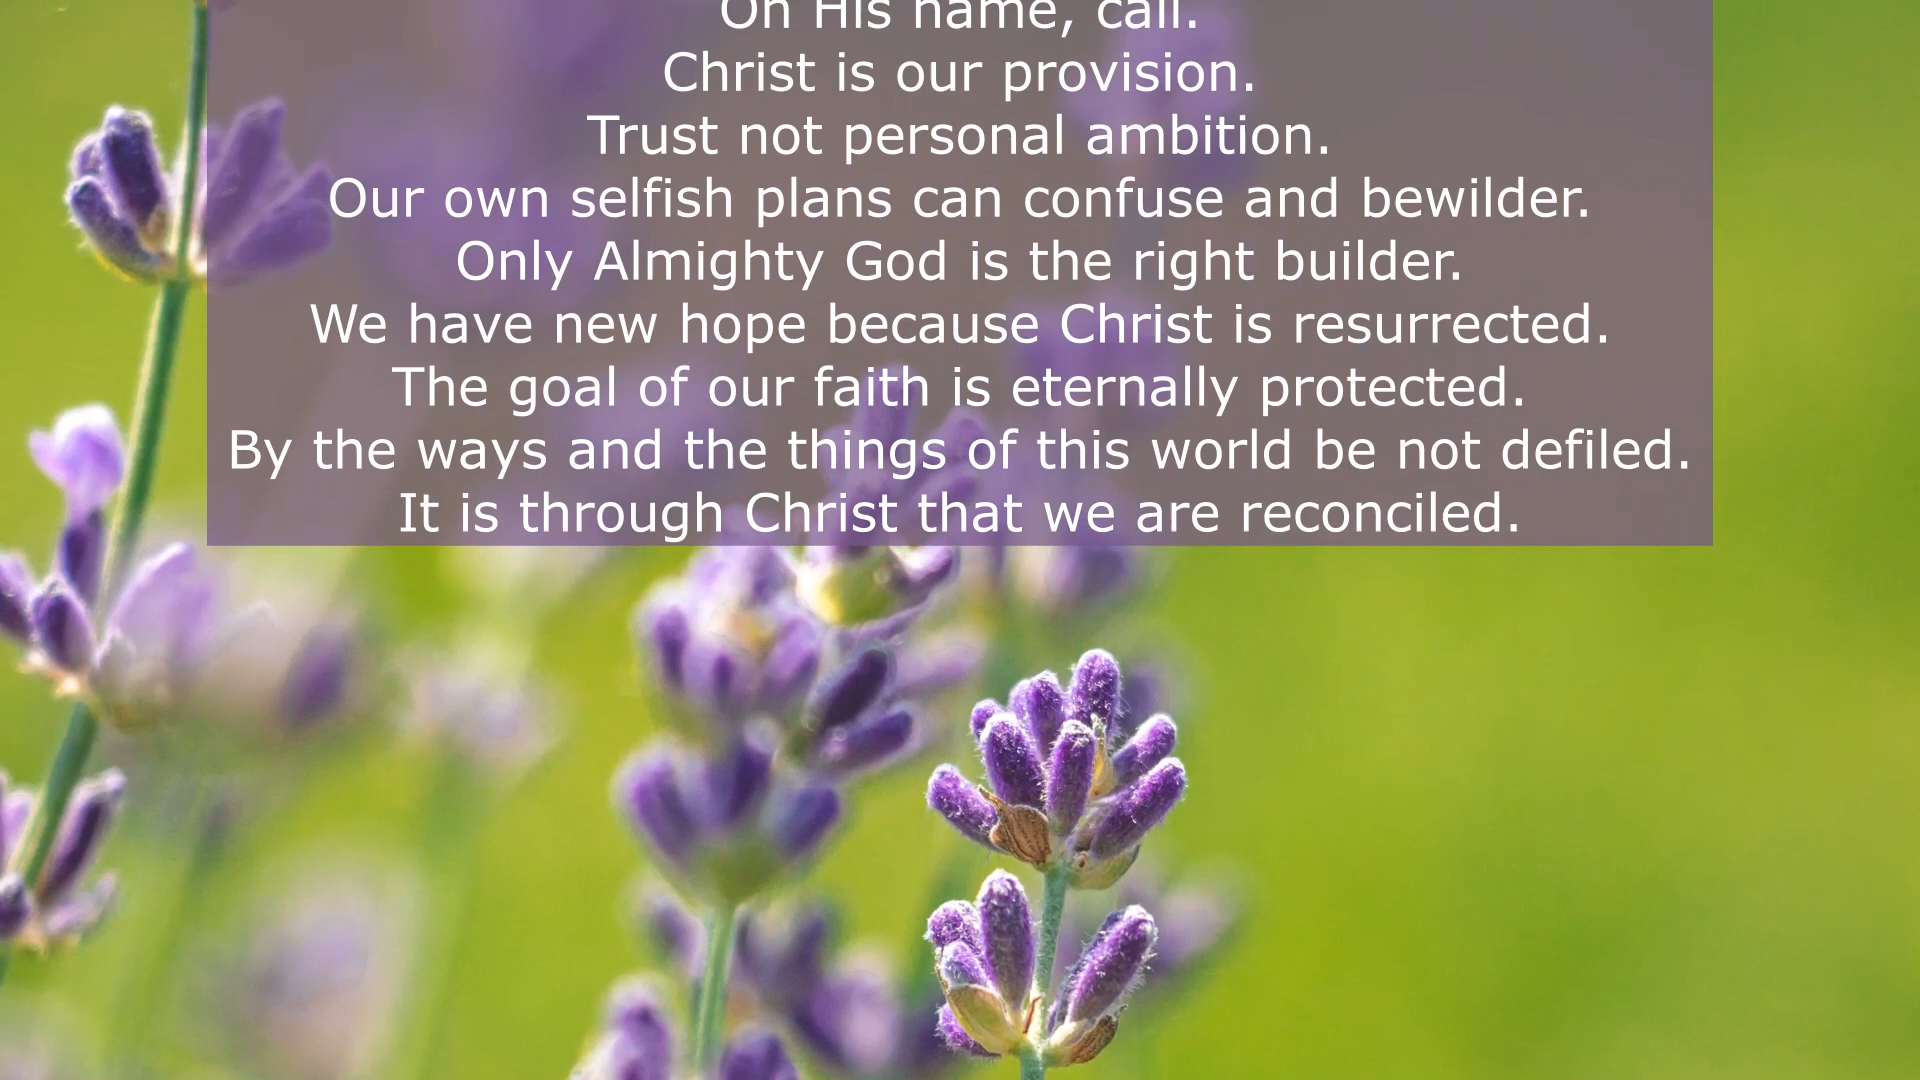 On His name, call.
Christ is our provision.
Trust not personal ambition.
Our own selfish plans can confuse and bewilder.
Only Almighty God is the right builder.
We have new hope because Christ is resurrected.
The goal of our faith is eternally protected.
By the ways and the things of this world be not defiled.
It is through Christ that we are reconciled.